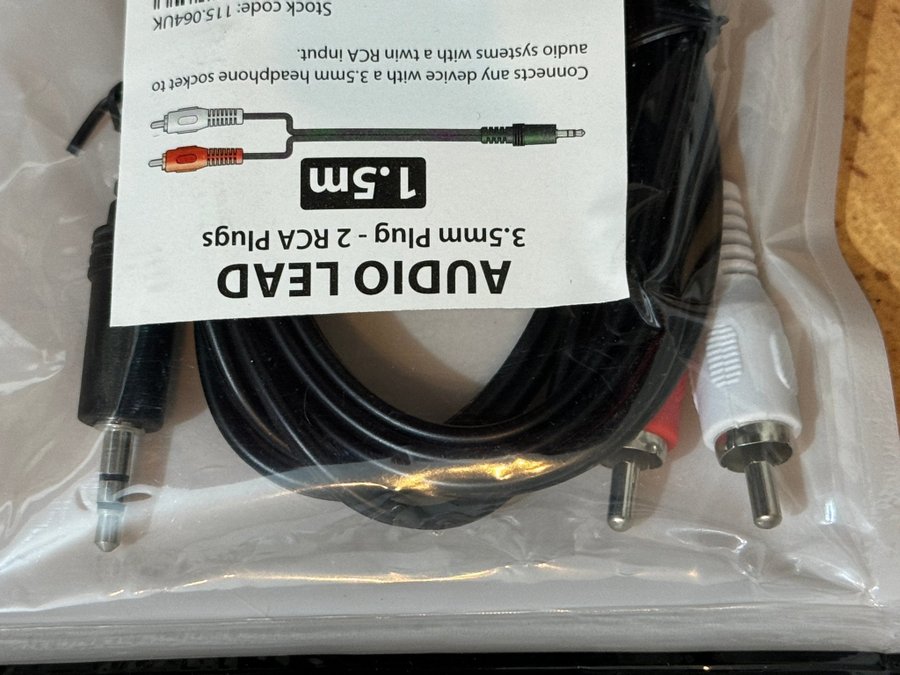 AUDIO LEAD
3.5mm Plug - 2 RCA Plugs
1.5m
Connects any device with a 3.5mm headphone socket to
audio systems with a twin RCA input.
Stock code: 115.064UK